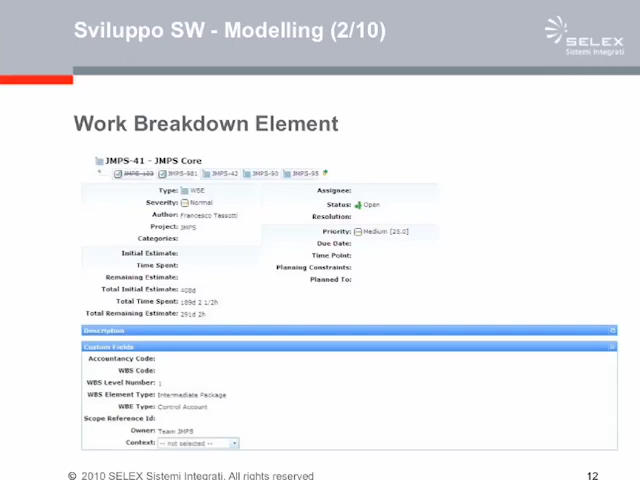 Sviluppo SW - Modelling (2/10)
SELEX
Sistemi Integrati
Work Breakdown Element
JMPS-41 - JMPS Core
JMPS-103 JMPS-981 JMPS-42 JMPS-90 JMPS-95
Type: WBE
Severity: Normal
Author: Francesco Tassotti
Project: JMPS
Categories:
Assignee:
Status: Open
Resolution:
Priority: Medium [25.0]
Due Date:
Time Point:
Planning Constraints:
Planned To:
Initial Estimate:
Time Spent:
Remaining Estimate:
Total Initial Estimate: 408d
Total Time Spent: 189d 2 1/2h
Total Remaining Estimate: 291d 2h
Description
Custom Fields
Accountancy Code:
WBS Code:
WBS Level Number: 1
WBS Element Type: Intermediate Package
WBE Type: Control Account
Scope Reference Id:
Owner: Team JMPS
Context: -- not selected --
© 2010 SELEX Sistemi Integrati. All rights reserved
12